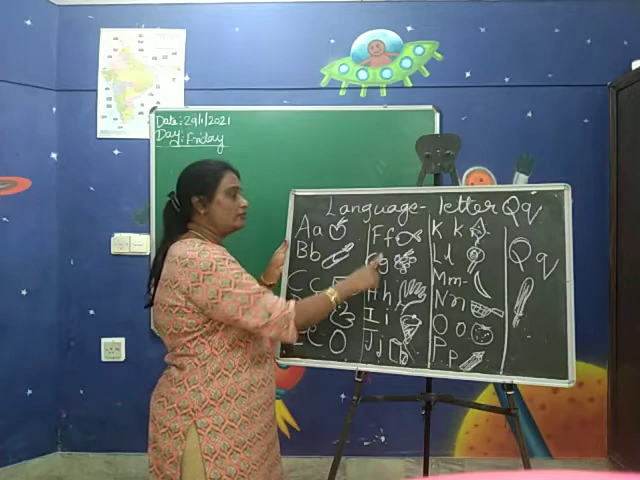 Date: 29/1/2021
Day: Friday
Language- letter Qq
Aa
Bb
Cc
Ff
Hh
Ii
Jj
Kk
Ll
Mm-
Nn
Oo
Pp
Qq